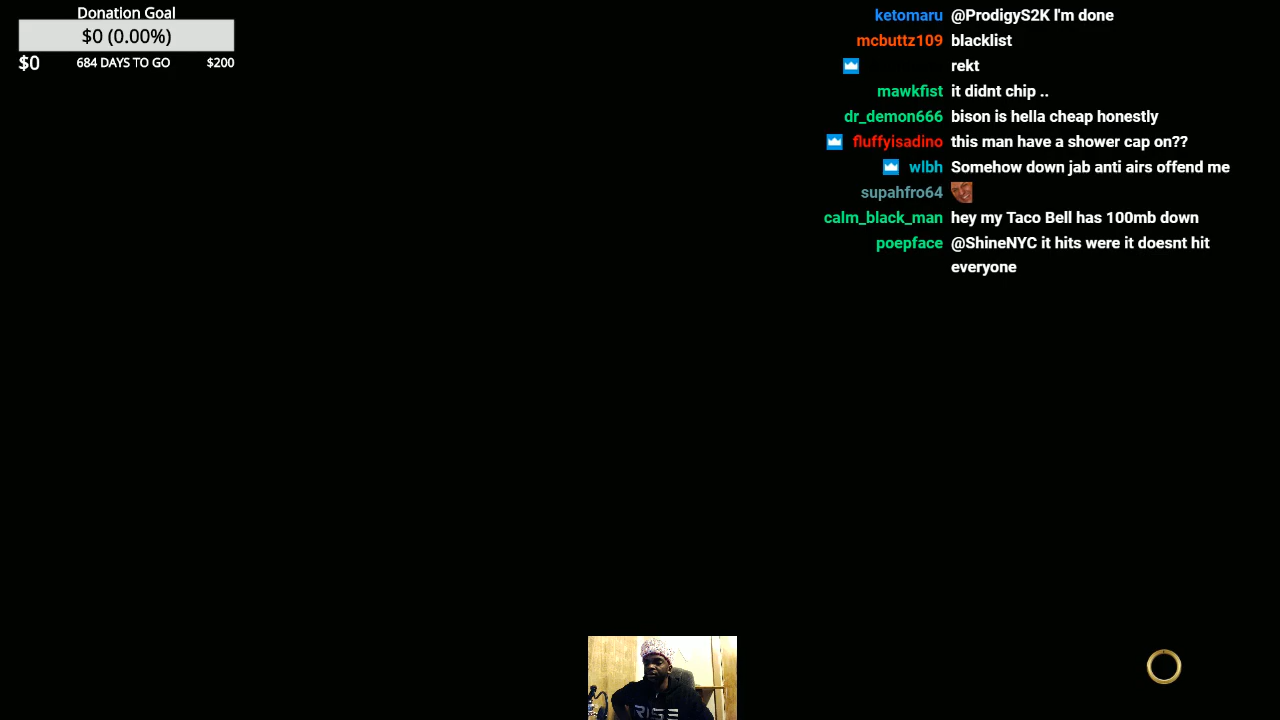 Donation Goal
$0 (0.00%)
$0 684 DAYS TO GO $200
ketomaru @ProdigyS2K I'm done
mcbuttz109 blacklist
rekt
mawkfist it didnt chip ..
dr_demon666 bison is hella cheap honestly
fluffyisadino this man have a shower cap on??
wlbh Somehow down jab anti airs offend me
supahfro64
calm_black_man hey my Taco Bell has 100mb down
poepface @ShineNYC it hits were it doesnt hit
everyone
RISE